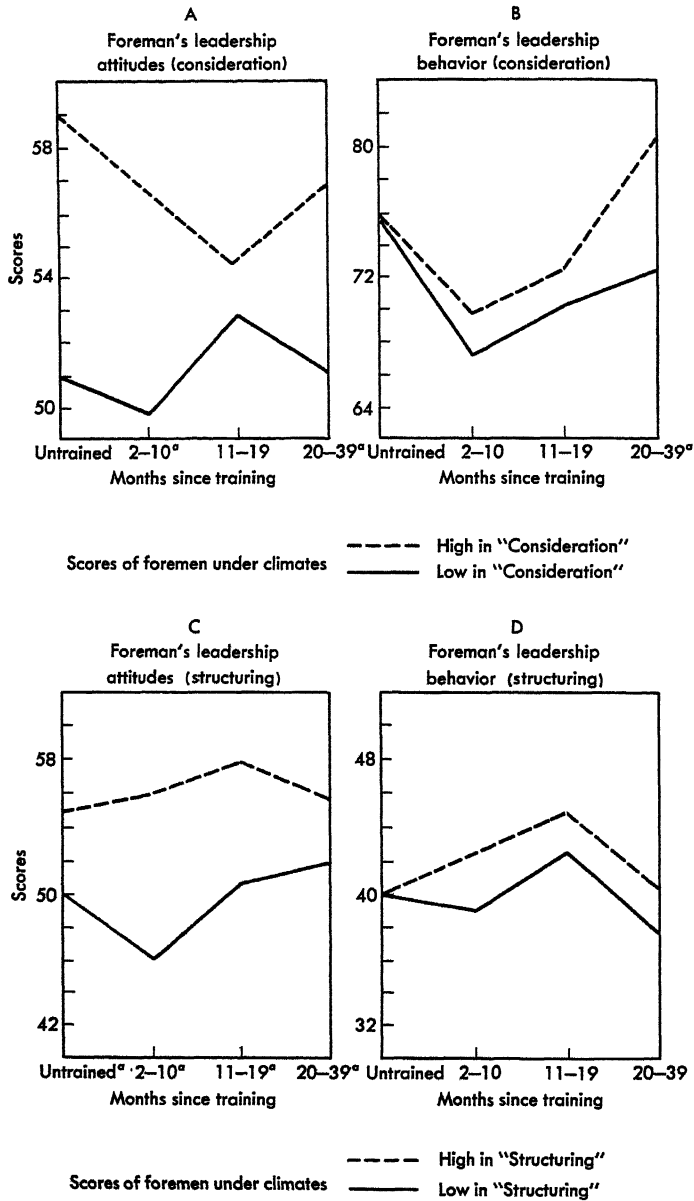 A
Foreman's leadership
attitudes (consideration)
B
Foreman's leadership
behavior (consideration)
58
54
50
Scores
80
72
64
Untrained 2–10ª 11–19 20–39ª
Months since training
Untrained 2–10 11–19 20–39ª
Months since training
Scores of foremen under climates
High in "Consideration"
Low in "Consideration"
C
Foreman's leadership
attitudes (structuring)
D
Foreman's leadership
behavior (structuring)
58
50
42
Scores
48
40
32
Untrainedª 2–10ª 11–19ª 20–39ª
Months since training
Untrained 2–10 11–19 20–39
Months since training
Scores of foremen under climates
High in "Structuring"
Low in "Structuring"